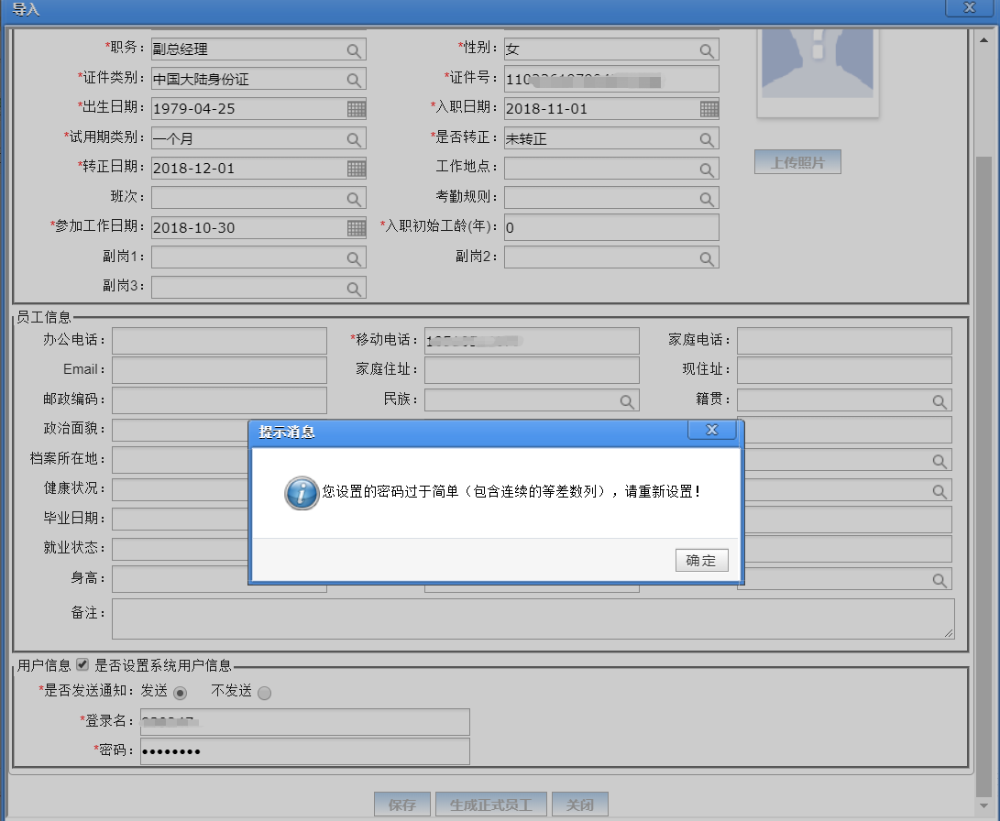 导入 X
*职务： 副总经理 *性别： 女
*证件类别： 中国大陆身份证 *证件号：
*出生日期： 1979-04-25 *入职日期： 2018-11-01
*试用期类别： 一个月 *是否转正： 未转正
上传照片
*转正日期： 2018-12-01 工作地点：
班次： 考勤规则：
*参加工作日期： 2018-10-30 *入职初始工龄(年)： 0
副岗1： 副岗2：
副岗3：
员工信息
办公电话： *移动电话： 家庭电话：
Email： 家庭住址： 现住址：
邮政编码： 民族： 籍贯：
政治面貌：
档案所在地：
健康状况：
毕业日期：
就业状态：
身高：
备注：
提示消息 X
您设置的密码过于简单（包含连续的等差数列），请重新设置！
确定
用户信息 是否设置系统用户信息
*是否发送通知： 发送 不发送
*登录名：
*密码： ••••••••
保存 生成正式员工 关闭